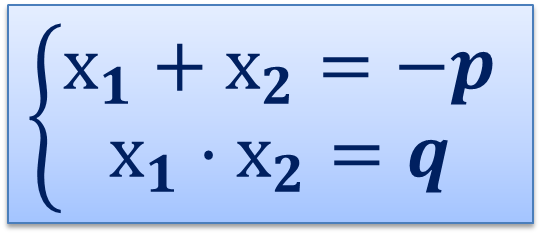 x₁ + x₂ = −p
x₁ · x₂ = q